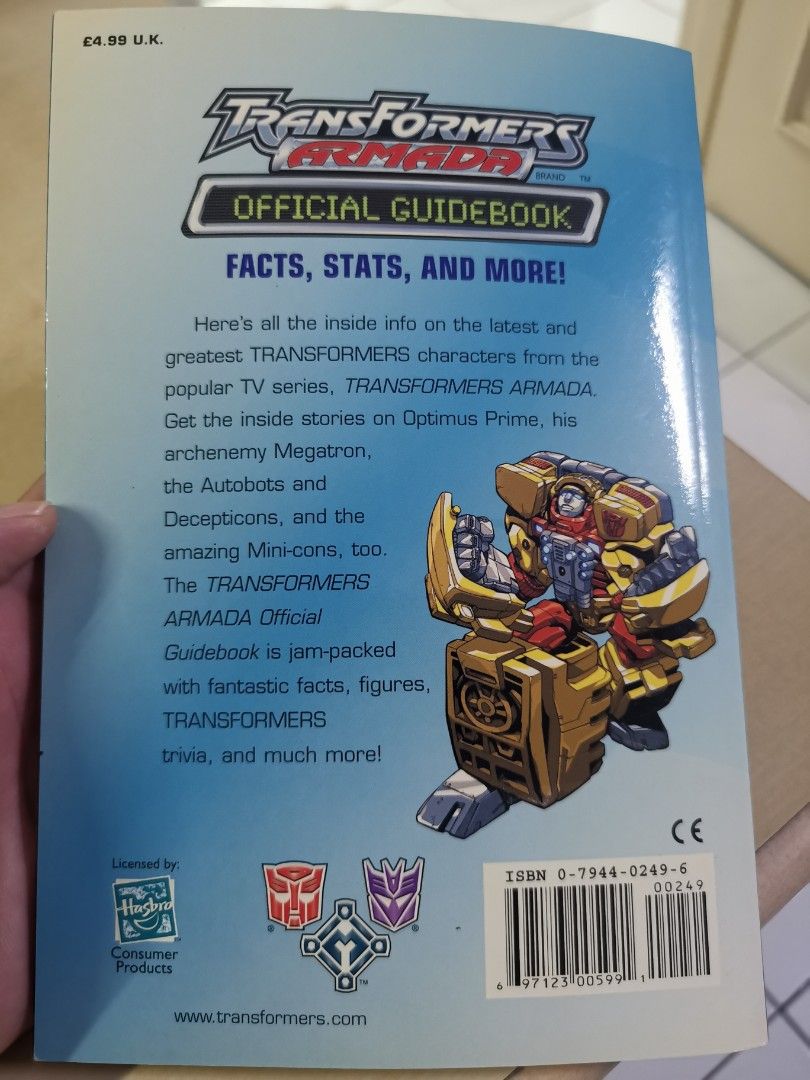 £4.99 U.K.
TRANSFORMERS
ARMADA
BRAND ™
OFFICIAL GUIDEBOOK
FACTS, STATS, AND MORE!
Here's all the inside info on the latest and
greatest TRANSFORMERS characters from the
popular TV series, TRANSFORMERS ARMADA.
Get the inside stories on Optimus Prime, his
archenemy Megatron,
the Autobots and
Decepticons, and the
amazing Mini-cons, too.
The TRANSFORMERS
ARMADA Official
Guidebook is jam-packed
with fantastic facts, figures,
TRANSFORMERS
trivia, and much more!
CE
Licensed by:
Hasbro
Consumer
Products
® ®
™
www.transformers.com
ISBN 0-7944-0249-6
00249
6 97123 00599 1